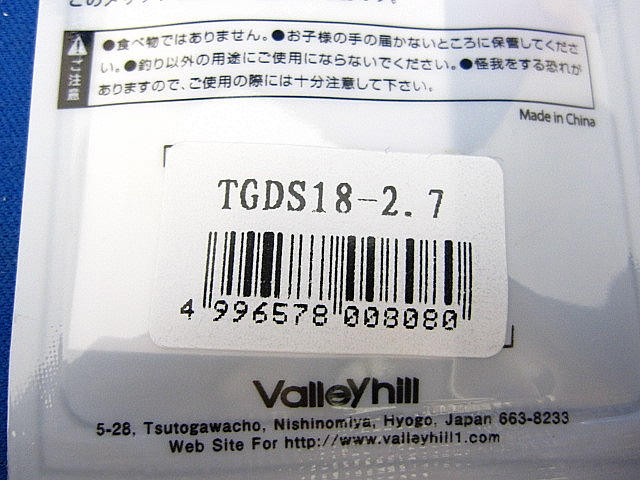 ご注意
●食べ物ではありません。●お子様の手の届かないところに保管してくださ
い。●釣り以外の用途にご使用にならないでください。●怪我をする恐れが
ありますので、ご使用の際には十分注意して下さい。
Made in China
TGDS18-2.7
4 996578 008080
Valleyhill
5-28, Tsutogawacho, Nishinomiya, Hyogo, Japan 663-8233
Web Site For http://www.valleyhill1.com